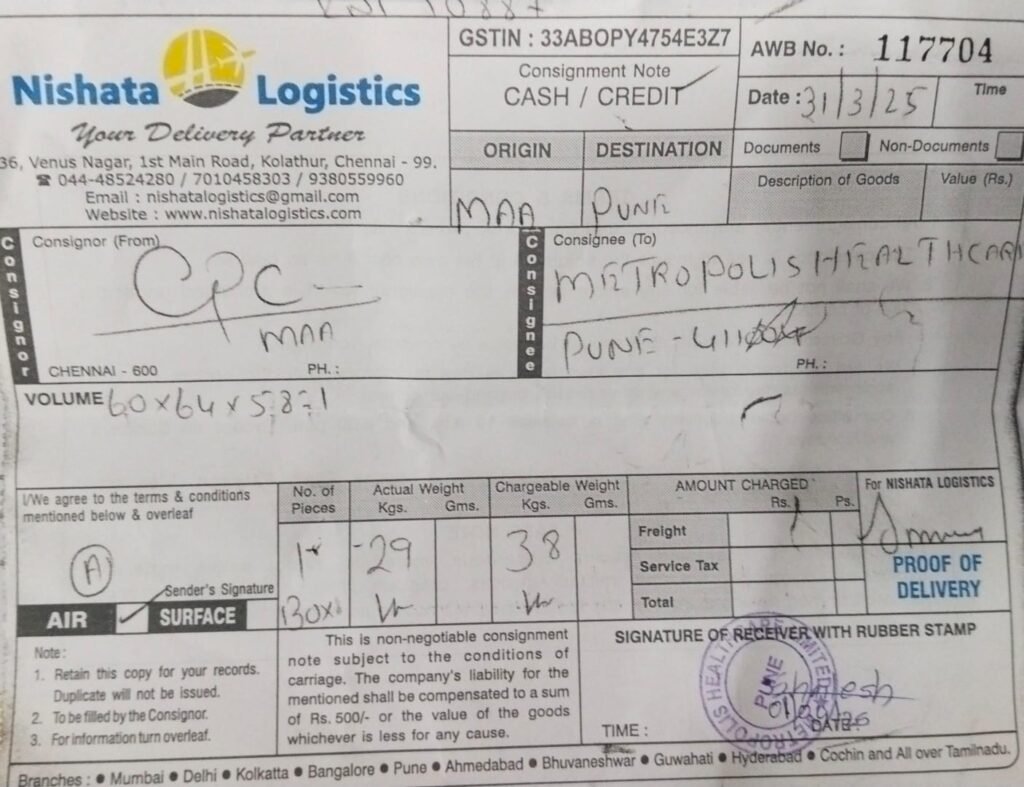 Nishata Logistics
Your Delivery Partner
36, Venus Nagar, 1st Main Road, Kolathur, Chennai - 99.
☎ 044-48524280 / 7010458303 / 9380559960
Email : nishatalogistics@gmail.com
Website : www.nishatalogistics.com
GSTIN : 33ABOPY4754E3Z7
Consignment Note
CASH / CREDIT
AWB No. : 117704
Date : 31/3/25
Time
ORIGIN DESTINATION
MAA PUNE
Documents Non-Documents
Description of Goods Value (Rs.)
Consignor
Consignor (From)
CPC
MAA
CHENNAI - 600 PH. :
Consignee
Consignee (To)
METROPOLIS HEALTHCAR
PUNE -
PH. :
VOLUME 60x64x58=1
I/We agree to the terms & conditions
mentioned below & overleaf
A
Sender's Signature
AIR SURFACE
No. of Pieces
Actual Weight
Kgs. Gms.
Chargeable Weight
Kgs. Gms.
29 38
AMOUNT CHARGED
Rs. Ps.
Freight
Service Tax
Total
For NISHATA LOGISTICS
PROOF OF
DELIVERY
Note :
1. Retain this copy for your records.
Duplicate will not be issued.
2. To be filled by the Consignor.
3. For information turn overleaf.
This is non-negotiable consignment
note subject to the conditions of
carriage. The company's liability for the
mentioned shall be compensated to a sum
of Rs. 500/- or the value of the goods
whichever is less for any cause.
SIGNATURE OF RECEIVER WITH RUBBER STAMP
METROPOLIS HEALTHCARE LIMITED
PUNE
TIME : DATE :
Branches : ● Mumbai ● Delhi ● Kolkatta ● Bangalore ● Pune ● Ahmedabad ● Bhuvaneshwar ● Guwahati ● Hyderabad ● Cochin and All over Tamilnadu.